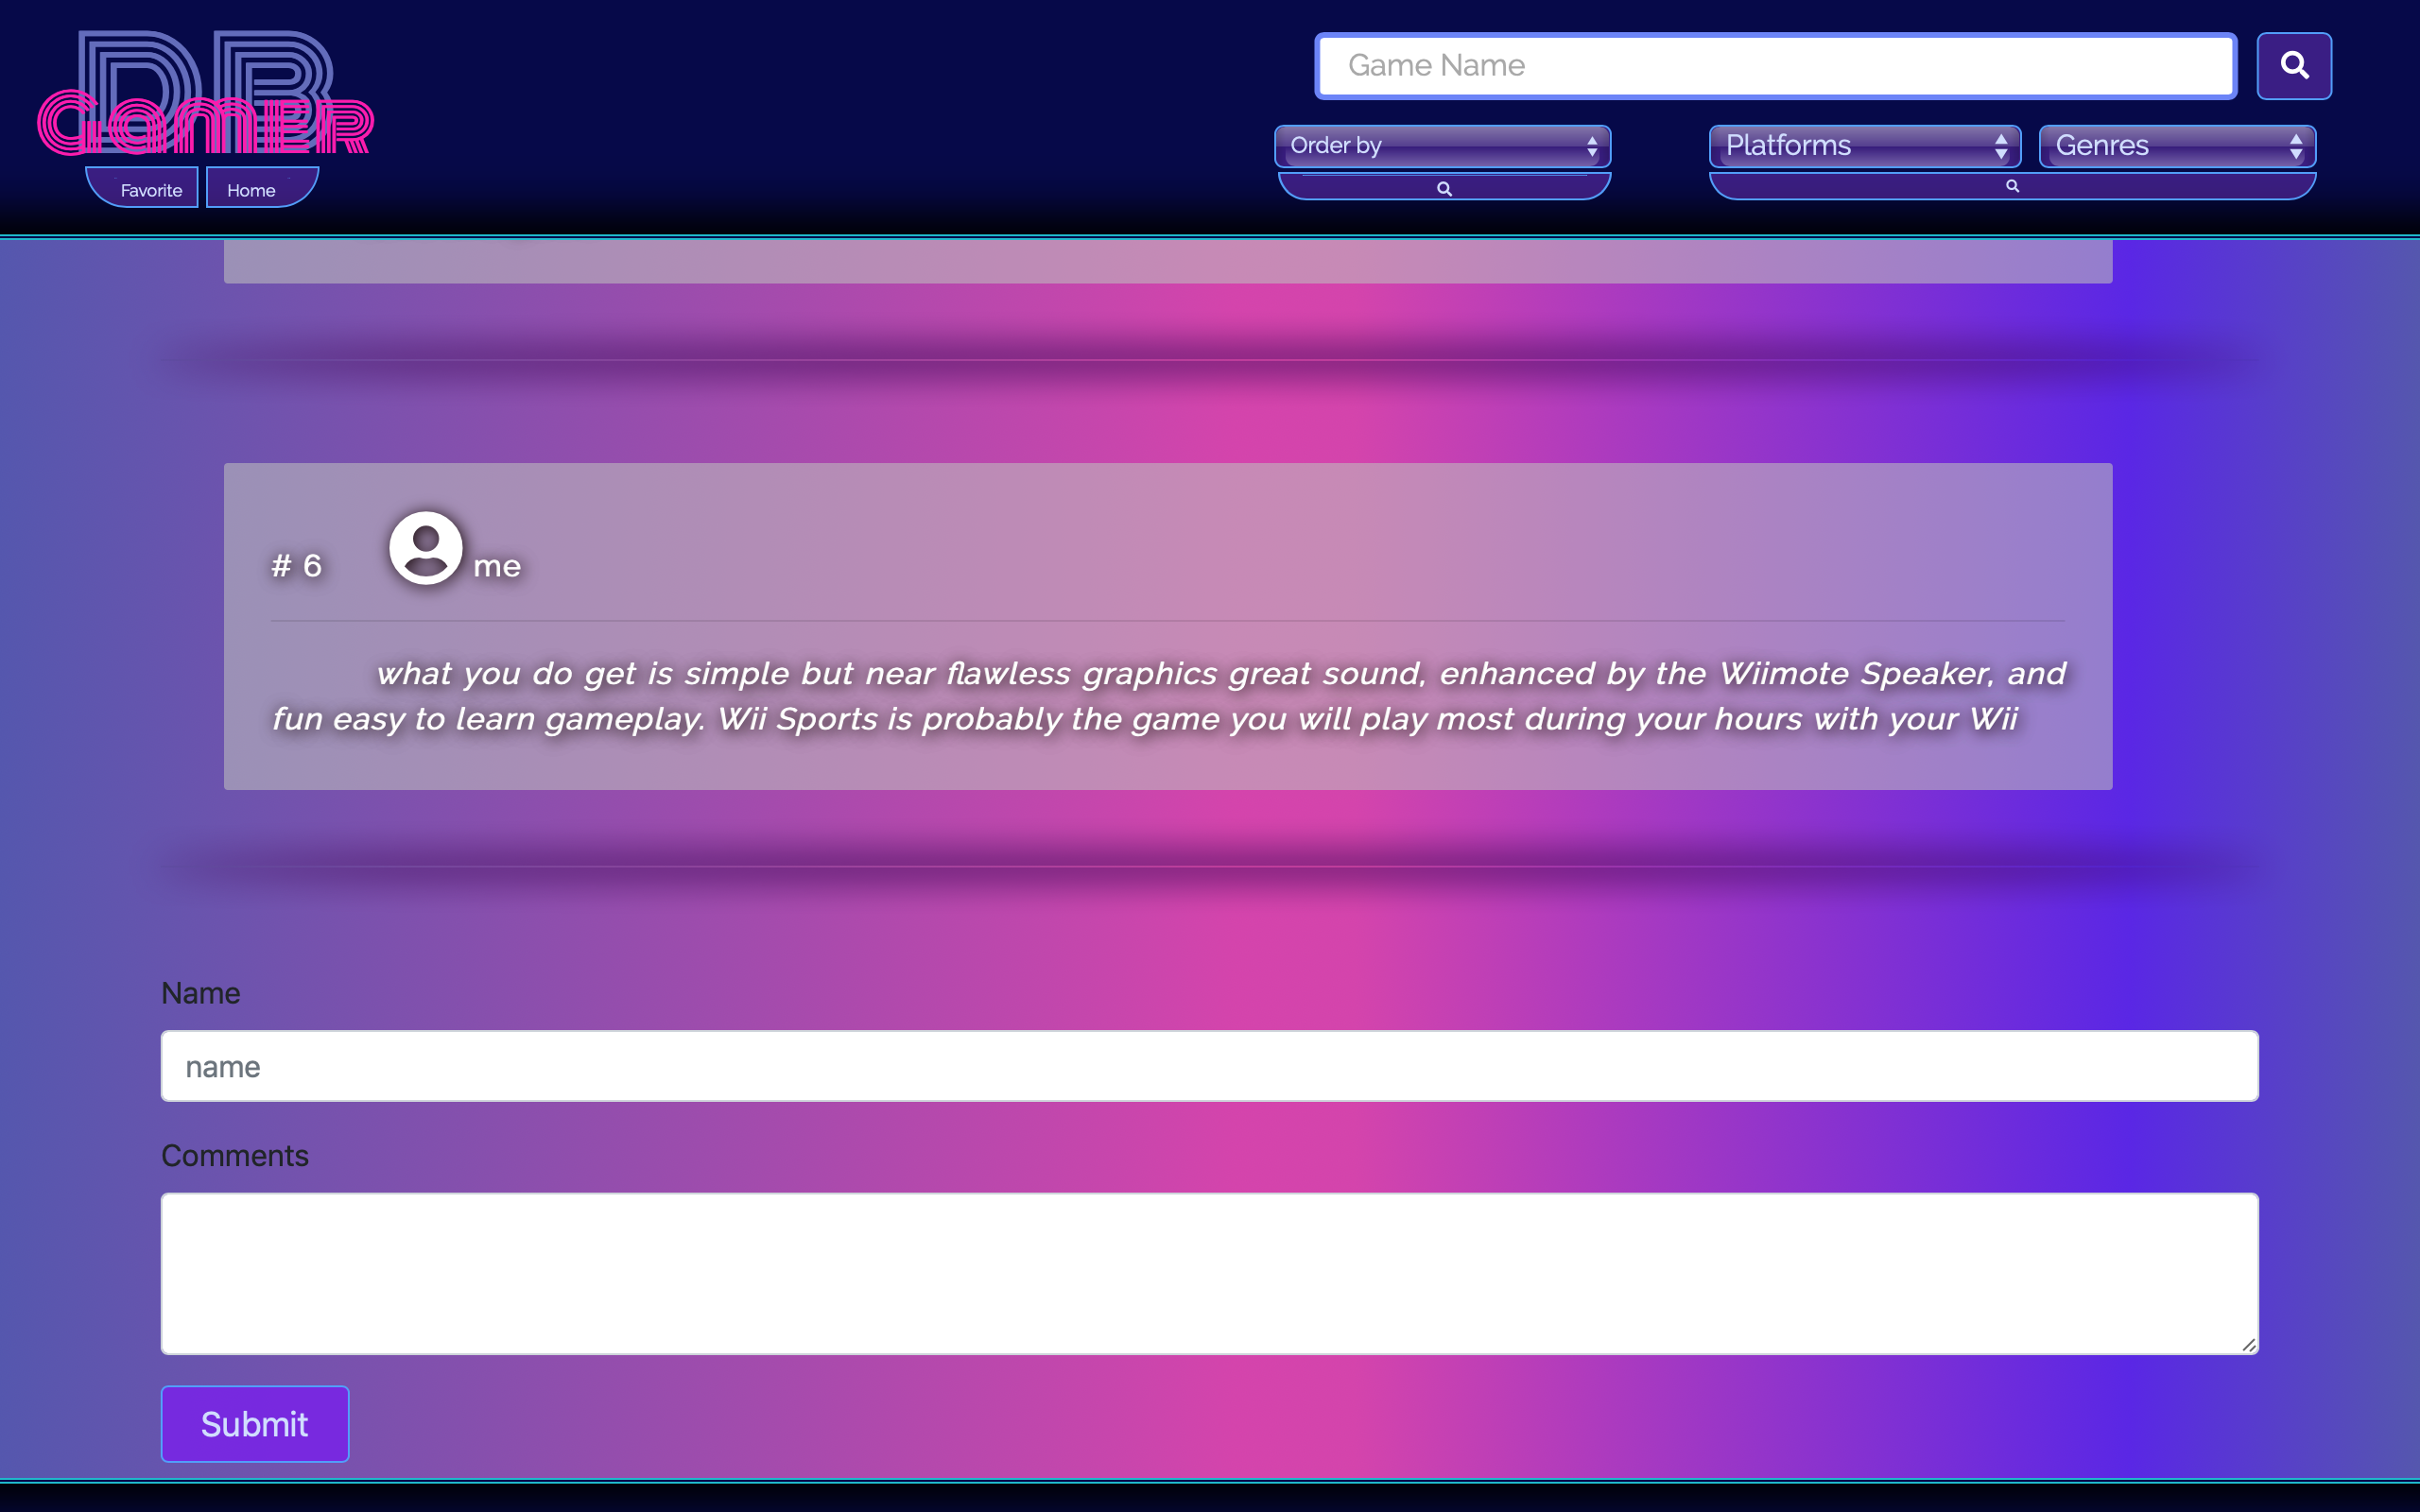 DB
GamER
Favorite Home
Game Name
Order by
Platforms
Genres
# 6 me
what you do get is simple but near flawless graphics great sound, enhanced by the Wiimote Speaker, and
fun easy to learn gameplay. Wii Sports is probably the game you will play most during your hours with your Wii
Name
name
Comments
Submit